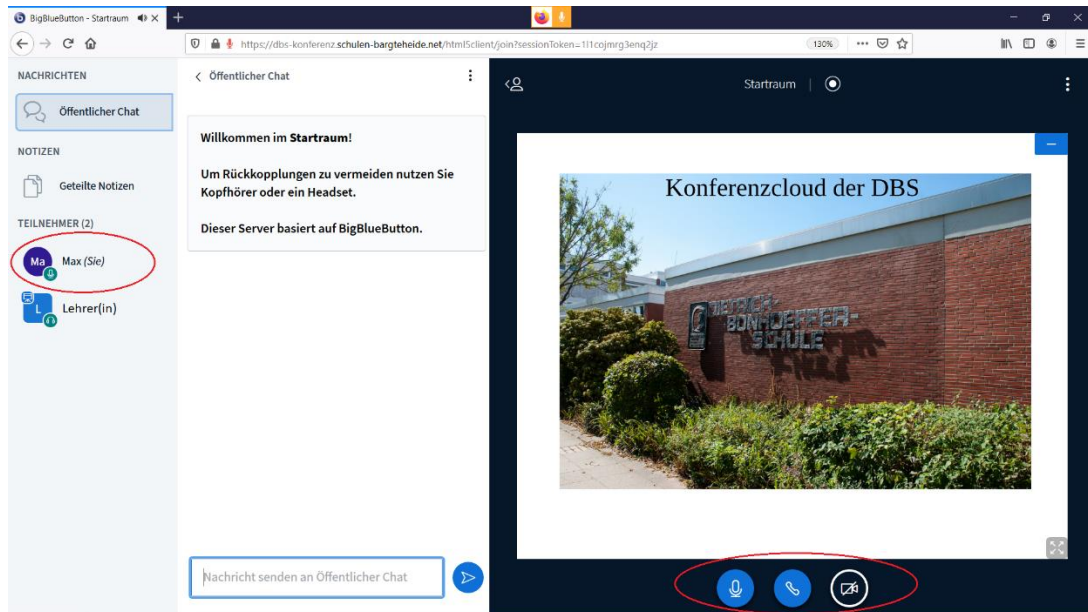 BigBlueButton - Startraum
https://dbs-konferenz.schulen-bargteheide.net/html5client/join?sessionToken=1l1cojmrg3enq2jz
130%
NACHRICHTEN
Öffentlicher Chat
NOTIZEN
Geteilte Notizen
TEILNEHMER (2)
Ma
Max (Sie)
L
Lehrer(in)
Öffentlicher Chat
Willkommen im Startraum!
Um Rückkopplungen zu vermeiden nutzen Sie
Kopfhörer oder ein Headset.
Dieser Server basiert auf BigBlueButton.
Nachricht senden an Öffentlicher Chat
Startraum
Konferenzcloud der DBS
DIETRICH-
BONHOEFFER-
SCHULE